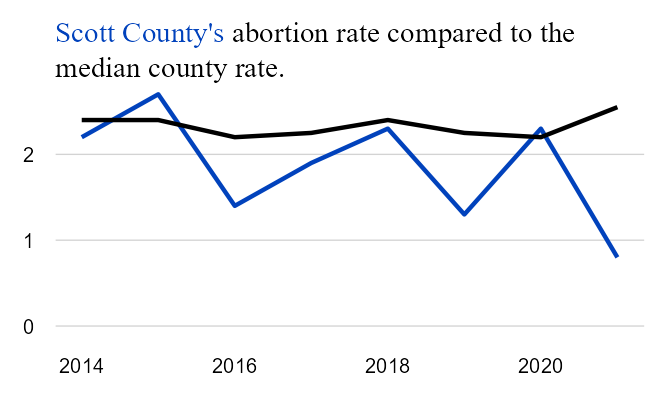 Scott County's abortion rate compared to the
median county rate.
2
1
0
2014 2016 2018 2020